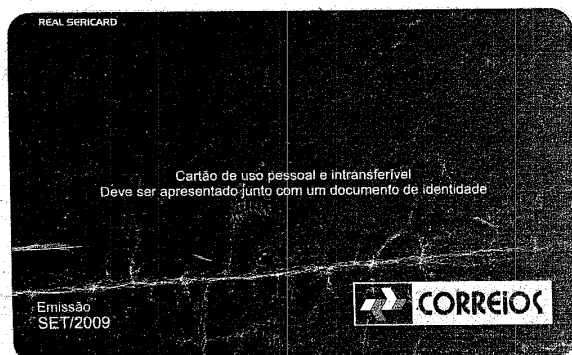 REAL SERICARD
Cartão de uso pessoal e intransferível
Deve ser apresentado junto com um documento de identidade
Emissão
SET/2009
CORREIOS